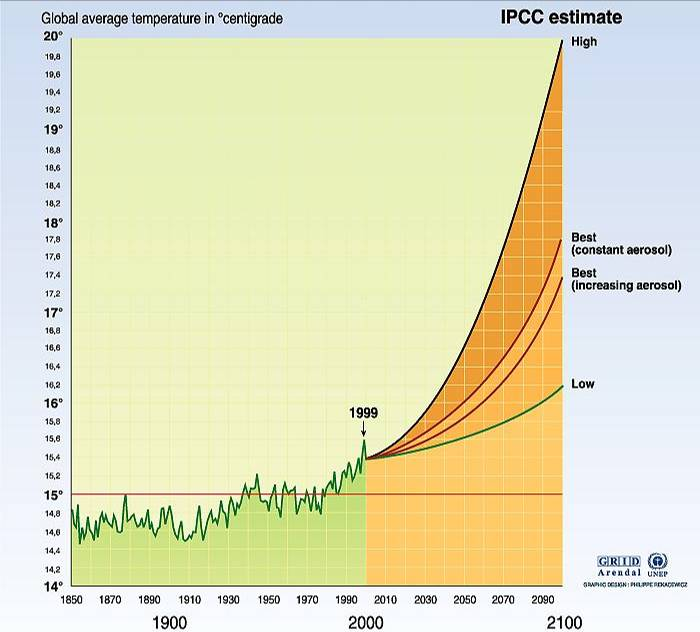 Global average temperature in °centigrade
IPCC estimate
20°
19,8
19,6
19,4
19,2
19°
18,8
18,6
18,4
18,2
18°
17,8
17,6
17,4
17,2
17°
16,8
16,6
16,4
16,2
16°
15,8
15,6
15,4
15,2
15°
14,8
14,6
14,4
14,2
14°
High
Best
(constant aerosol)
Best
(increasing aerosol)
Low
1999
1850 1870 1890 1910 1930 1950 1970 1990 2010 2030 2050 2070 2090
1900 2000 2100
GRID
Arendal UNEP
GRAPHIC DESIGN : PHILIPPE REKACEWICZ